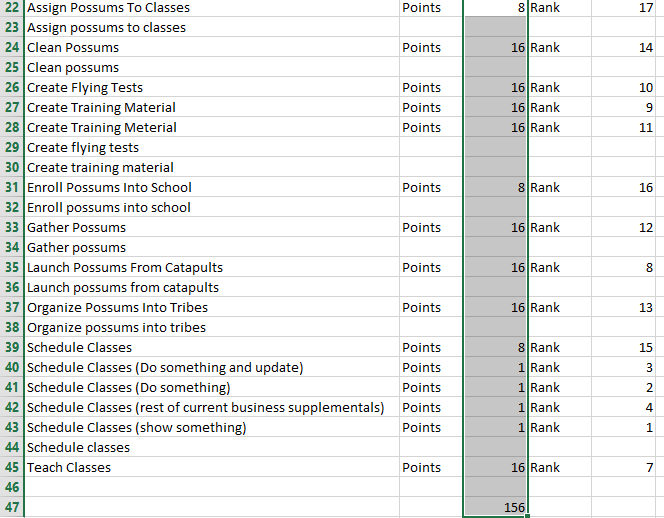 22 Assign Possums To Classes Points 8 Rank 17
23 Assign possums to classes
24 Clean Possums Points 16 Rank 14
25 Clean possums
26 Create Flying Tests Points 16 Rank 10
27 Create Training Material Points 16 Rank 9
28 Create Training Meterial Points 16 Rank 11
29 Create flying tests
30 Create training material
31 Enroll Possums Into School Points 8 Rank 16
32 Enroll possums into school
33 Gather Possums Points 16 Rank 12
34 Gather possums
35 Launch Possums From Catapults Points 16 Rank 8
36 Launch possums from catapults
37 Organize Possums Into Tribes Points 16 Rank 13
38 Organize possums into tribes
39 Schedule Classes Points 8 Rank 15
40 Schedule Classes (Do something and update) Points 1 Rank 3
41 Schedule Classes (Do something) Points 1 Rank 2
42 Schedule Classes (rest of current business supplementals) Points 1 Rank 4
43 Schedule Classes (show something) Points 1 Rank 1
44 Schedule classes
45 Teach Classes Points 16 Rank 7
46
47 156